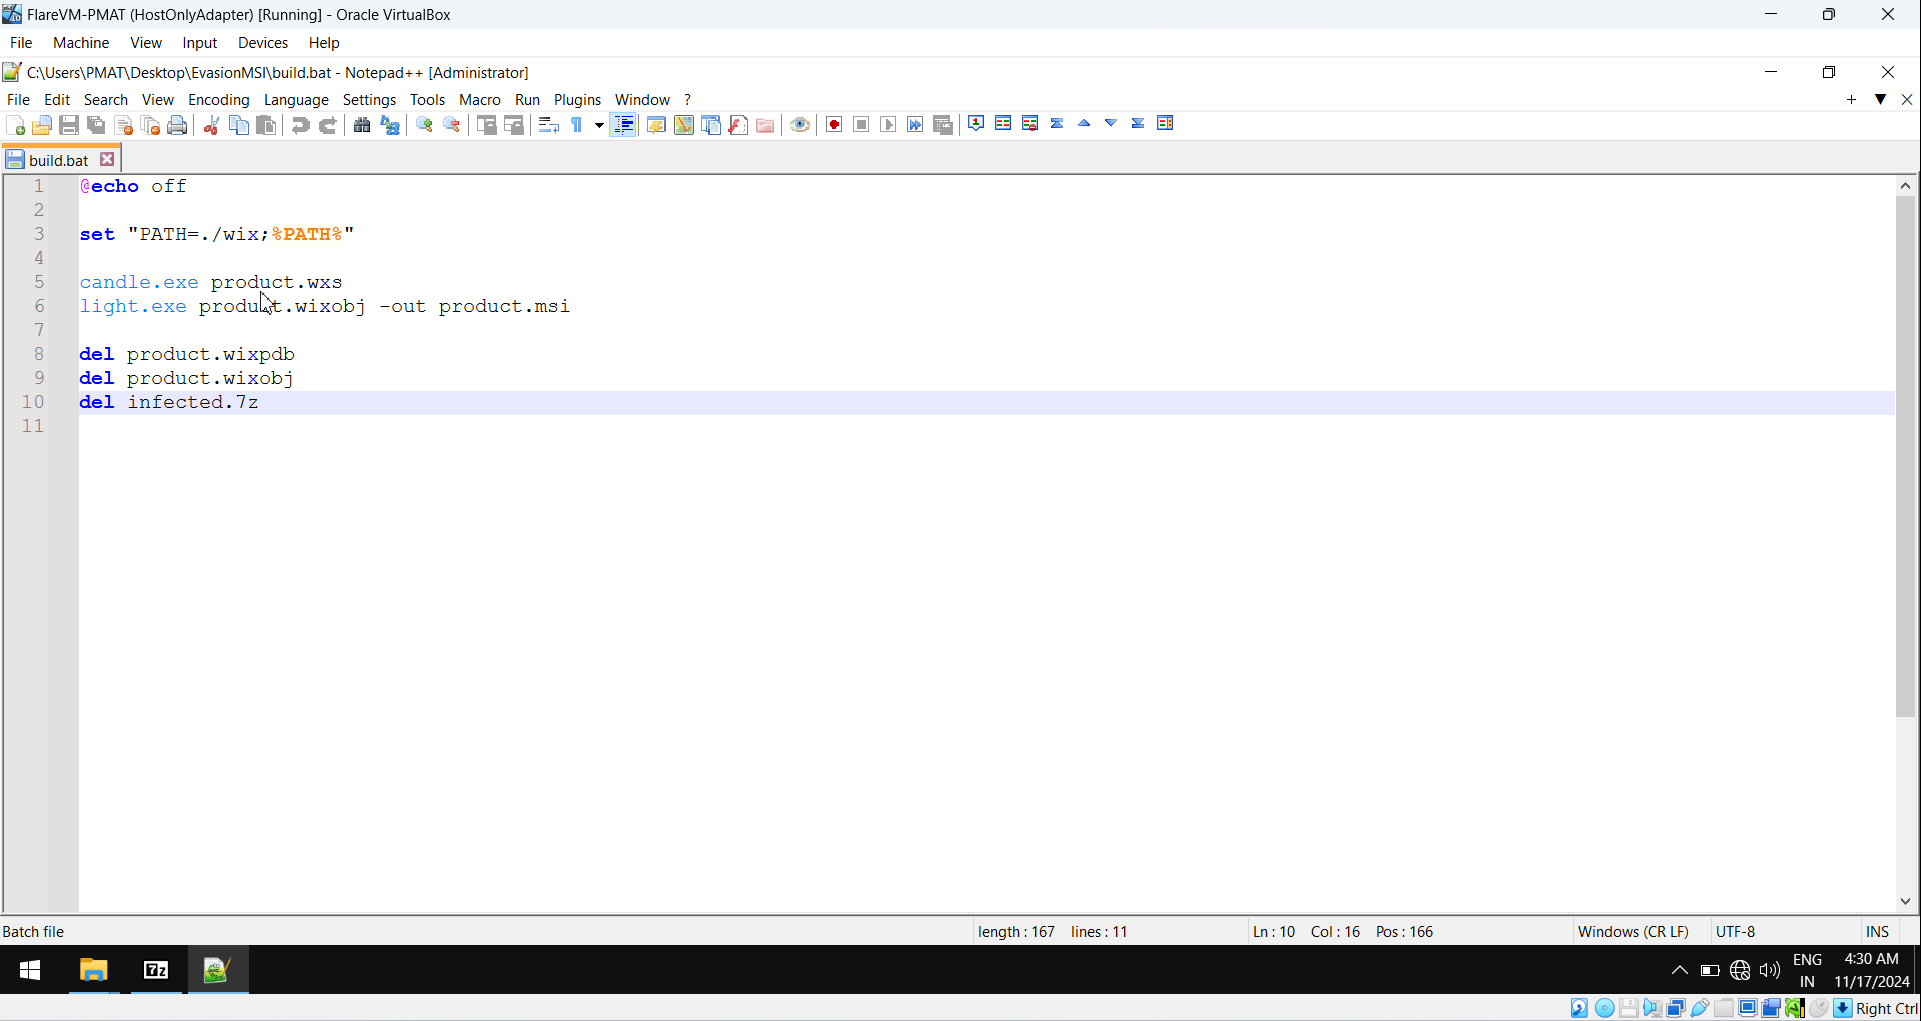 FlareVM-PMAT (HostOnlyAdapter) [Running] - Oracle VirtualBox
File Machine View Input Devices Help
C:\Users\PMAT\Desktop\EvasionMSI\build.bat - Notepad++ [Administrator]
File Edit Search View Encoding Language Settings Tools Macro Run Plugins Window ?
build.bat
1 @echo off
2
3 set "PATH=./wix;%PATH%"
4
5 candle.exe product.wxs
6 light.exe product.wixobj -out product.msi
7
8 del product.wixpdb
9 del product.wixobj
10 del infected.7z
11
Batch file length : 167 lines : 11 Ln : 10 Col : 16 Pos : 166 Windows (CR LF) UTF-8 INS
7z ENG 4:30 AM
IN 11/17/2024
Right Ctrl